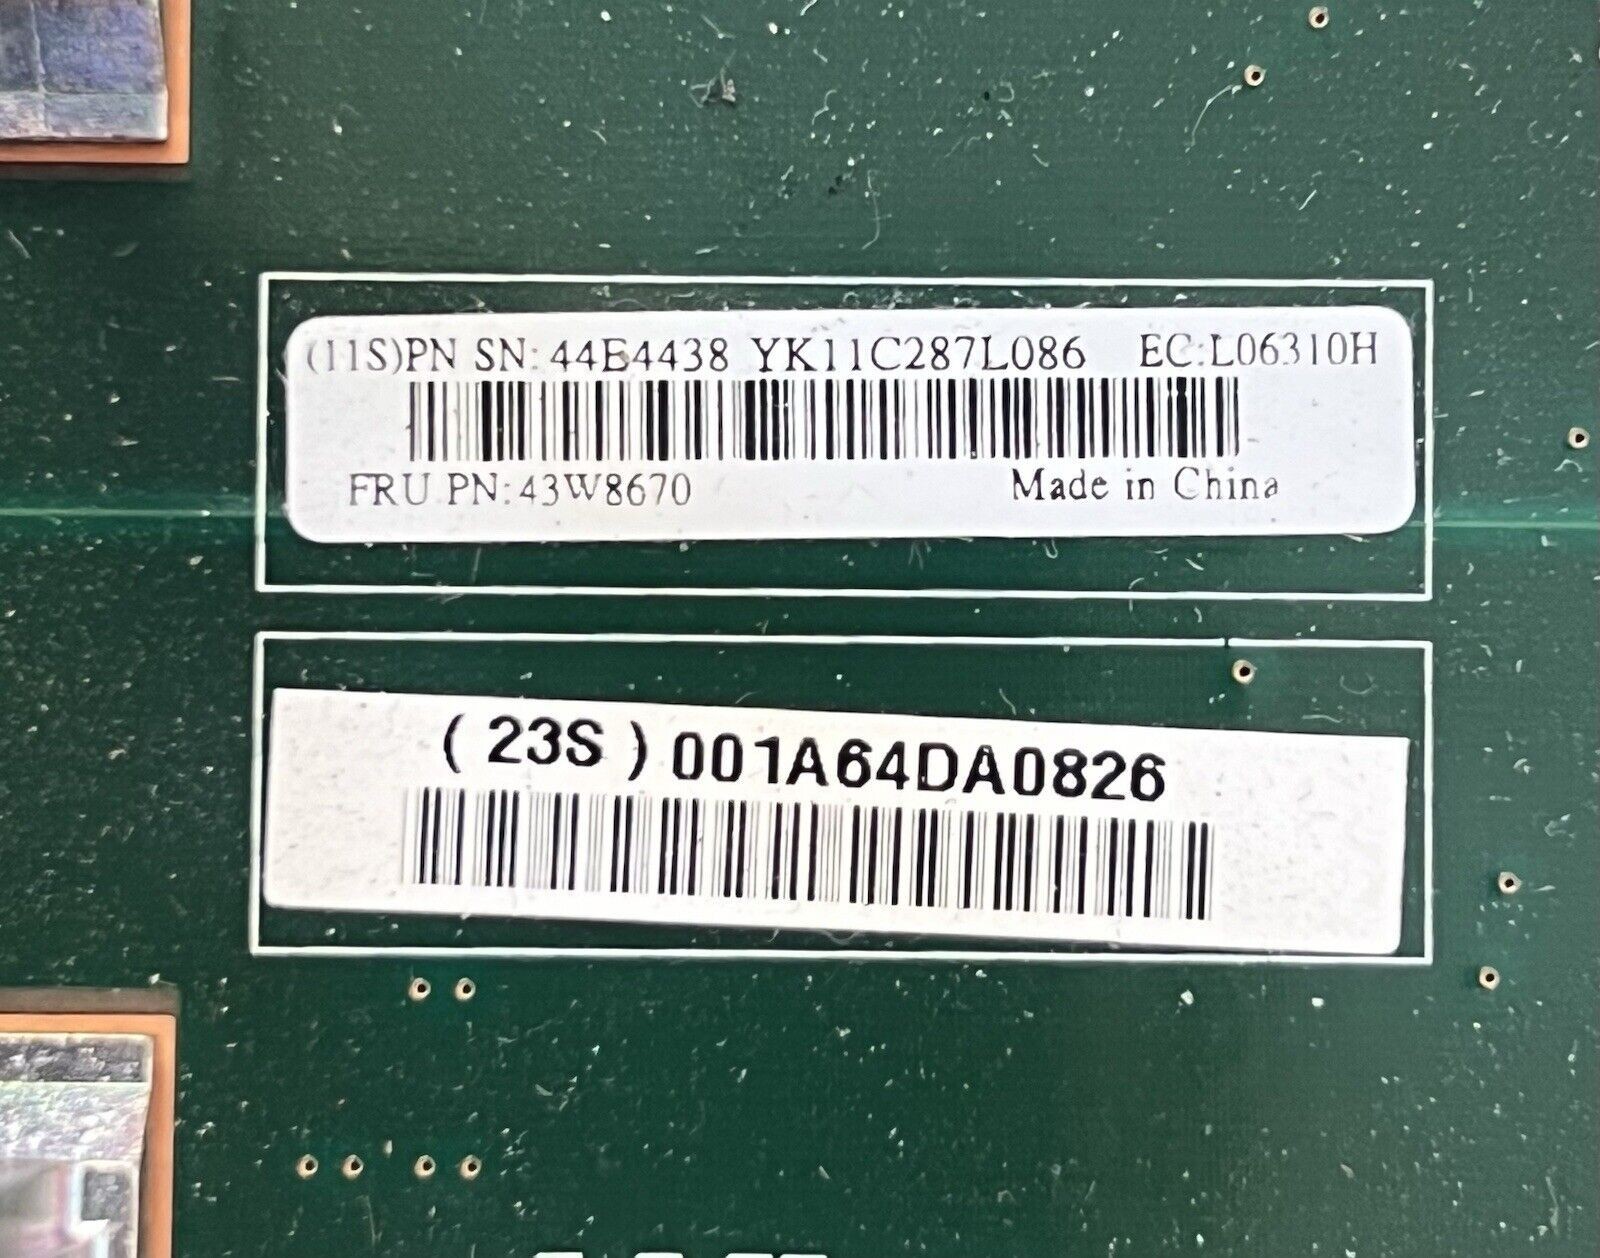 (11S)PN SN: 44E4438 YK11C287L086 EC:L06310H
FRU PN:43W8670 Made in China
( 23S ) 001A64DA0826